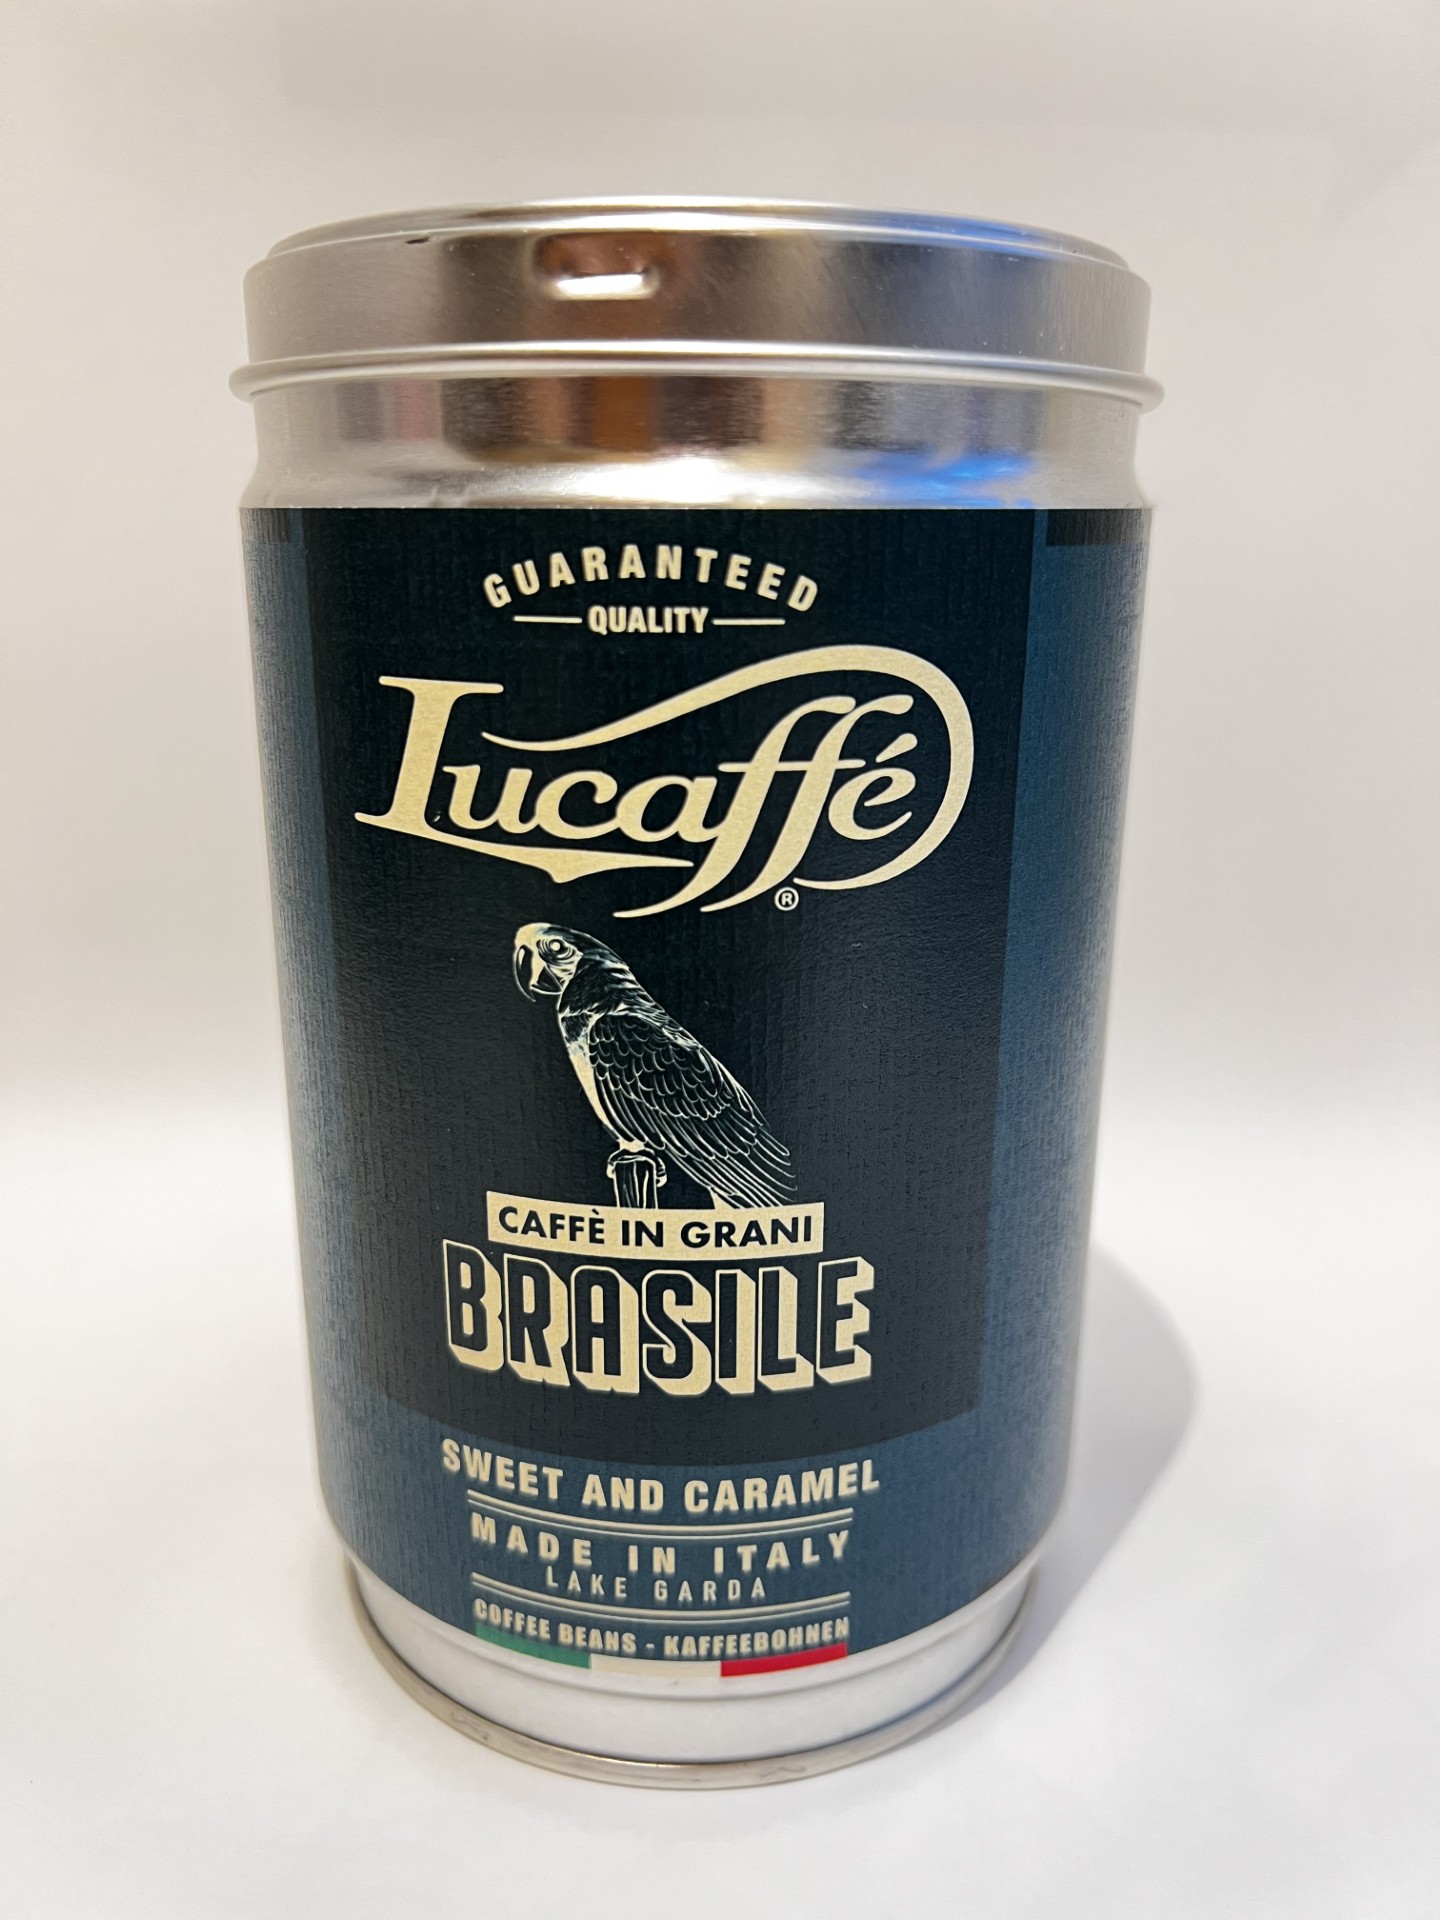 GUARANTEED
QUALITY
Lucaffé
®
CAFFÈ IN GRANI
BRASILE
SWEET AND CARAMEL
MADE IN ITALY
LAKE GARDA
COFFEE BEANS - KAFFEEBOHNEN